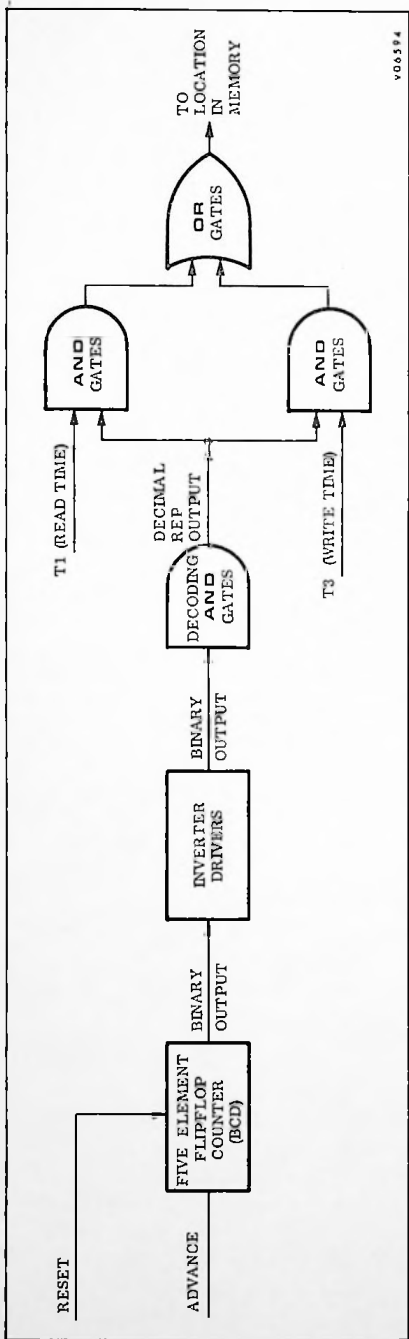 RESET
ADVANCE
FIVE ELEMENT
FLIPFLOP
COUNTER
(BCD)
BINARY
OUTPUT
INVERTER
DRIVERS
BINARY
OUTPUT
DECODING
AND
GATES
DECIMAL
REP
OUTPUT
T1 (READ TIME)
AND
GATES
T3 (WRITE TIME)
AND
GATES
OR
GATES
TO
LOCATION
IN
MEMORY
V06594